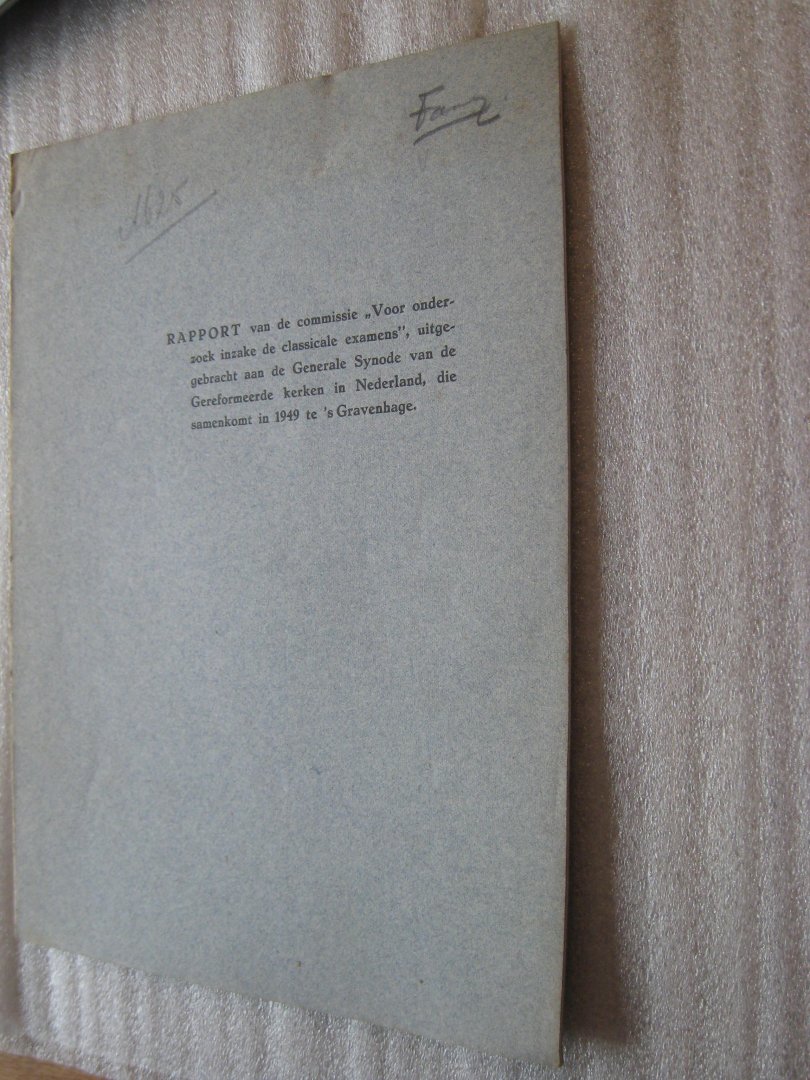 RAPPORT van de commissie „Voor onder-
zoek inzake de classicale examens”, uitge-
gebracht aan de Generale Synode van de
Gereformeerde kerken in Nederland, die
samenkomt in 1949 te 's Gravenhage.